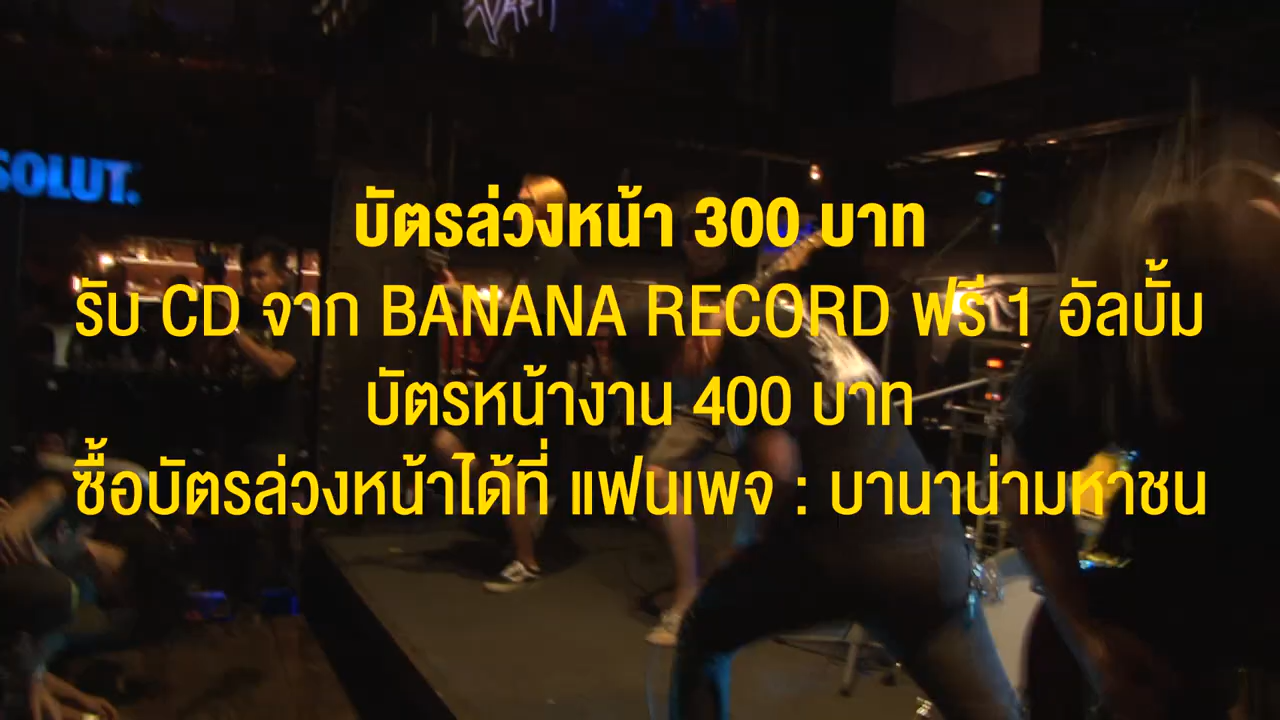 SOLUT.
บัตรล่วงหน้า 300 บาท
รับ CD จาก BANANA RECORD ฟรี 1 อัลบั้ม
บัตรหน้างาน 400 บาท
ซื้อบัตรล่วงหน้าได้ที่ แฟนเพจ : บานาน่ามหาชน